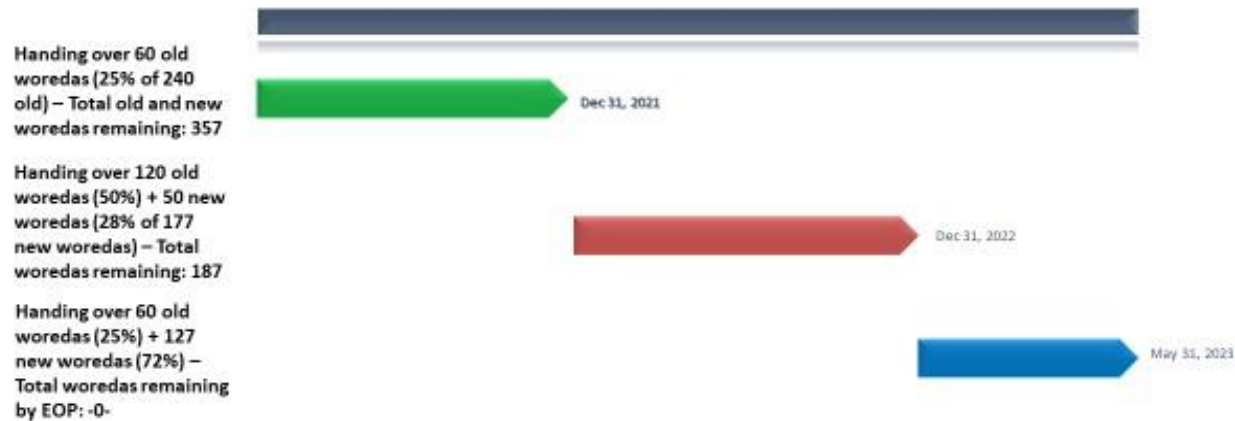 Handing over 60 old
woredas (25% of 240
old) – Total old and new
woredas remaining: 357
Dec 31, 2021
Handing over 120 old
woredas (50%) + 50 new
woredas (28% of 177
new woredas) – Total
woredas remaining: 187
Dec 31, 2022
Handing over 60 old
woredas (25%) + 127
new woredas (72%) –
Total woredas remaining
by EOP: -0-
May 31, 2023